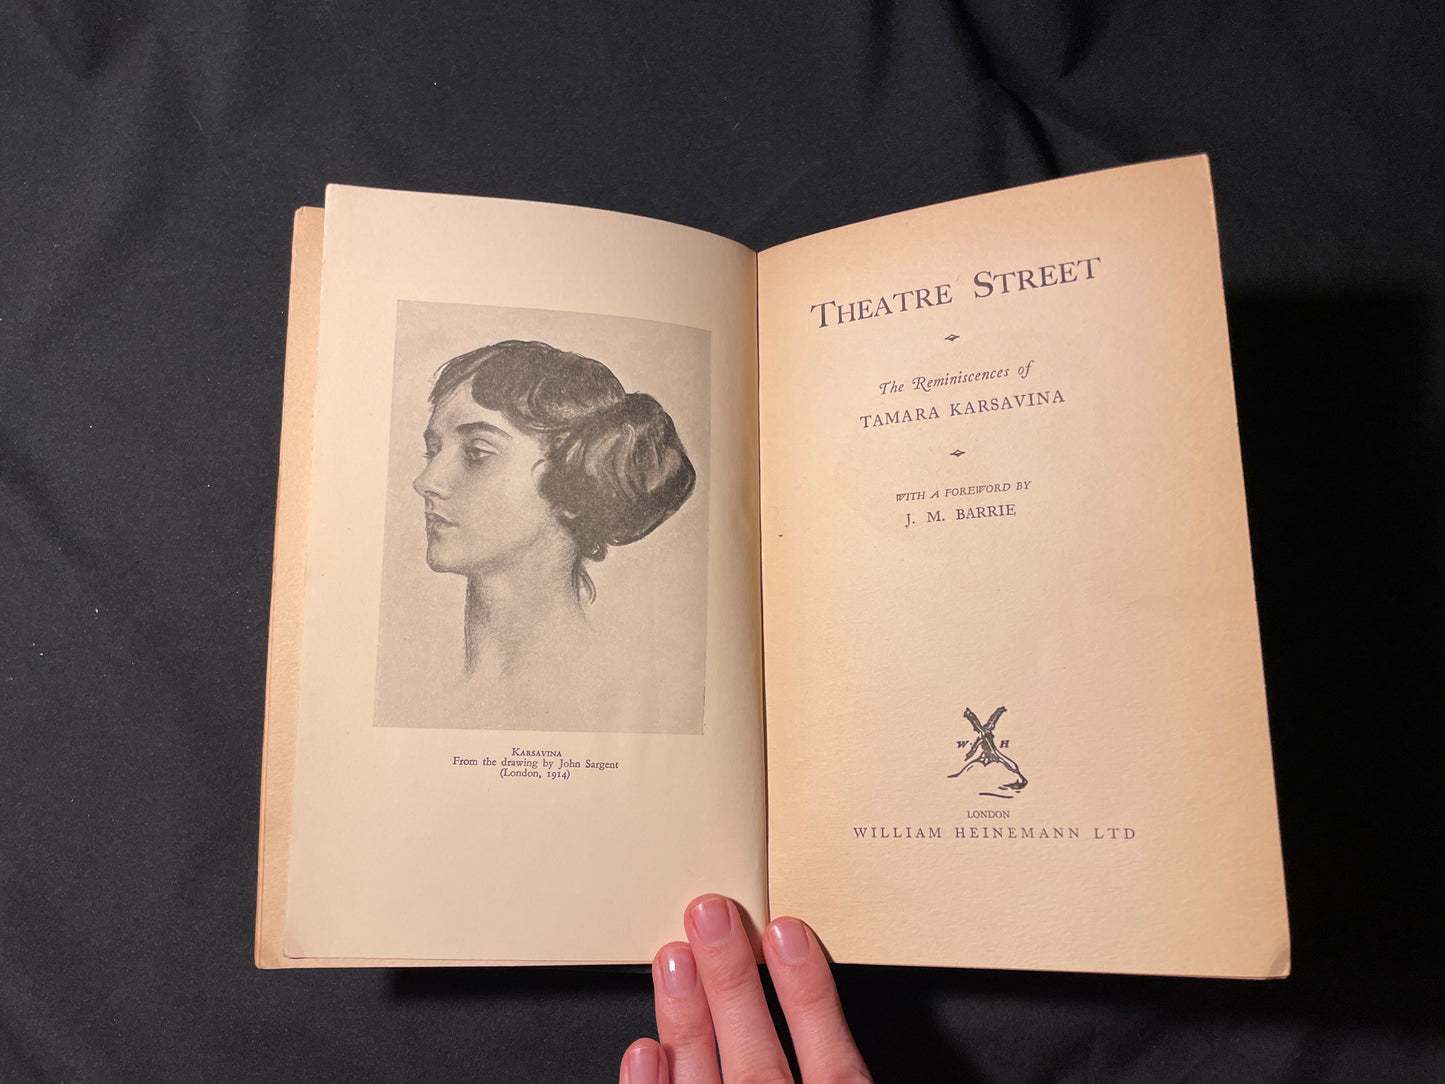 KARSAVINA
From the drawing by John Sargent
(London, 1914)
THEATRE STREET
The Reminiscences of
TAMARA KARSAVINA
WITH A FOREWORD BY
J. M. BARRIE
W· H
LONDON
WILLIAM HEINEMANN LTD